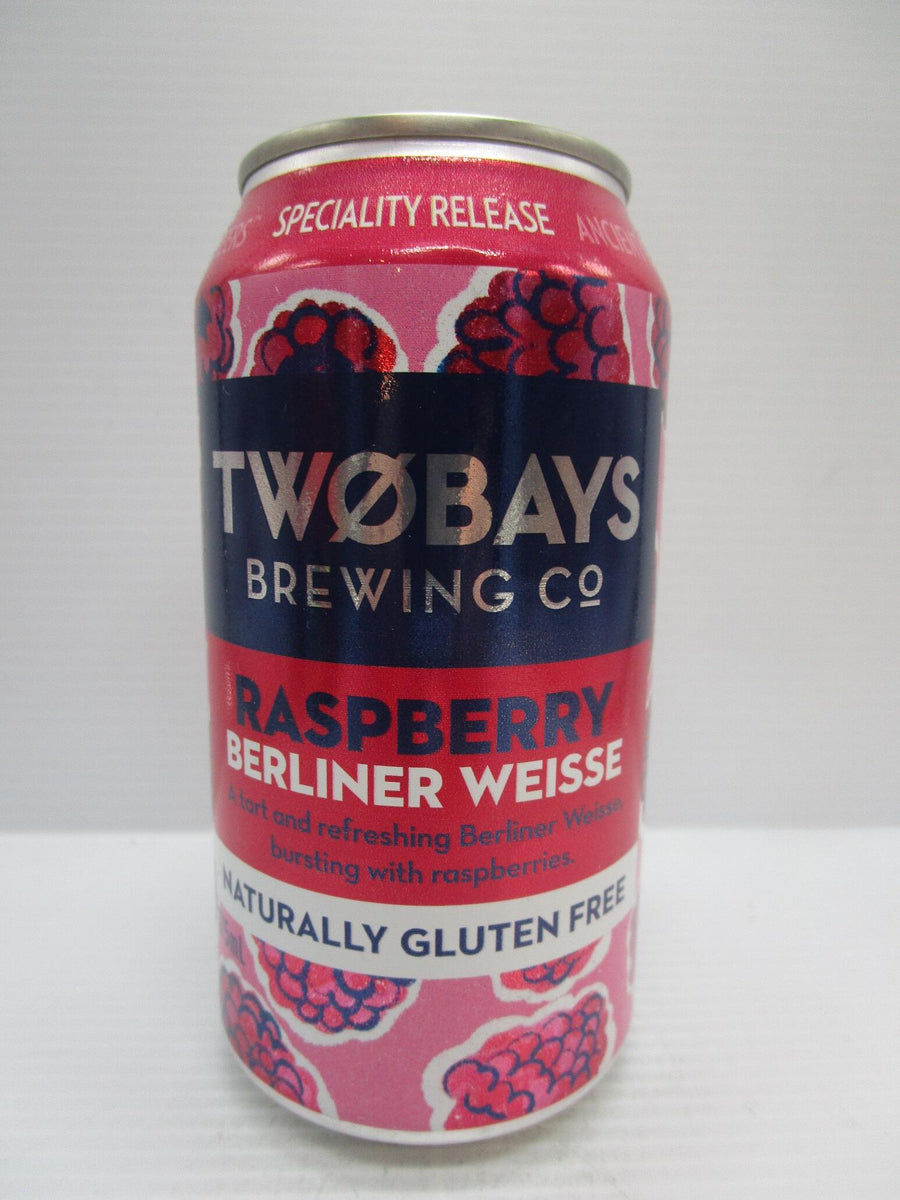 SPECIALITY RELEASE
TWØBAYS
BREWING CO
RASPBERRY
BERLINER WEISSE
A tart and refreshing Berliner Weisse,
bursting with raspberries.
NATURALLY GLUTEN FREE